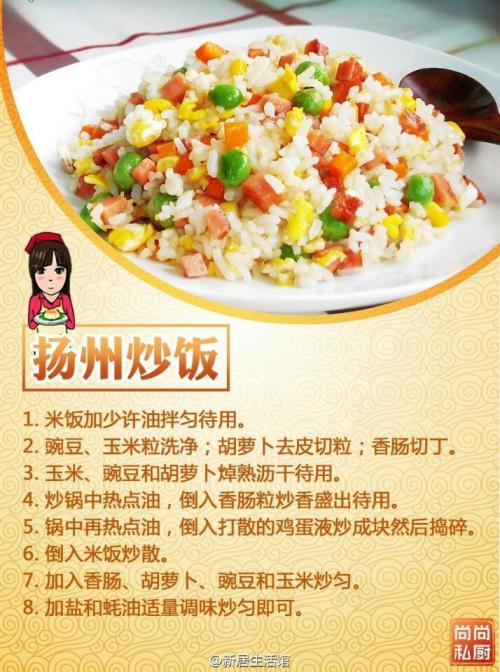 扬州炒饭
1. 米饭加少许油拌匀待用。
2. 豌豆、玉米粒洗净；胡萝卜去皮切粒；香肠切丁。
3. 玉米、豌豆和胡萝卜焯熟沥干待用。
4. 炒锅中热点油，倒入香肠粒炒香盛出待用。
5. 锅中再热点油，倒入打散的鸡蛋液炒成块然后捣碎。
6. 倒入米饭炒散。
7. 加入香肠、胡萝卜、豌豆和玉米炒匀。
8. 加盐和蚝油适量调味炒匀即可。
尚尚
私厨
@新居生活馆